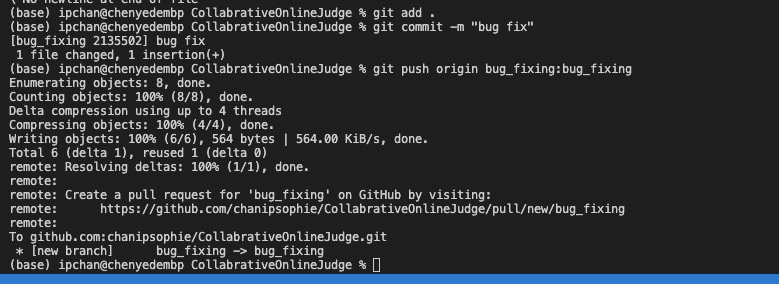 \ No newline at end of file
(base) ipchan@chenyedembp CollabrativeOnlineJudge % git add .
(base) ipchan@chenyedembp CollabrativeOnlineJudge % git commit -m "bug fix"
[bug_fixing 2135502] bug fix
 1 file changed, 1 insertion(+)
(base) ipchan@chenyedembp CollabrativeOnlineJudge % git push origin bug_fixing:bug_fixing
Enumerating objects: 8, done.
Counting objects: 100% (8/8), done.
Delta compression using up to 4 threads
Compressing objects: 100% (4/4), done.
Writing objects: 100% (6/6), 564 bytes | 564.00 KiB/s, done.
Total 6 (delta 1), reused 1 (delta 0)
remote: Resolving deltas: 100% (1/1), done.
remote:
remote: Create a pull request for 'bug_fixing' on GitHub by visiting:
remote:      https://github.com/chanipsophie/CollabrativeOnlineJudge/pull/new/bug_fixing
remote:
To github.com:chanipsophie/CollabrativeOnlineJudge.git
 * [new branch]      bug_fixing -> bug_fixing
(base) ipchan@chenyedembp CollabrativeOnlineJudge %